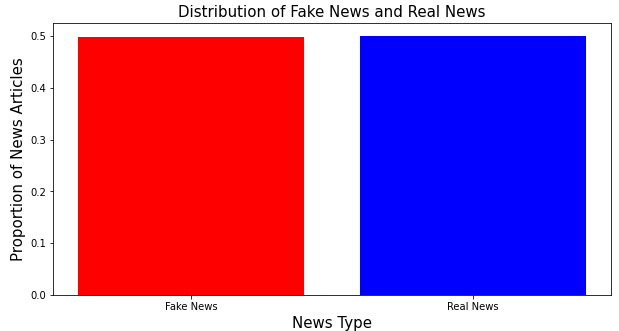 Distribution of Fake News and Real News
Proportion of News Articles
0.5
0.4
0.3
0.2
0.1
0.0
Fake News
Real News
News Type